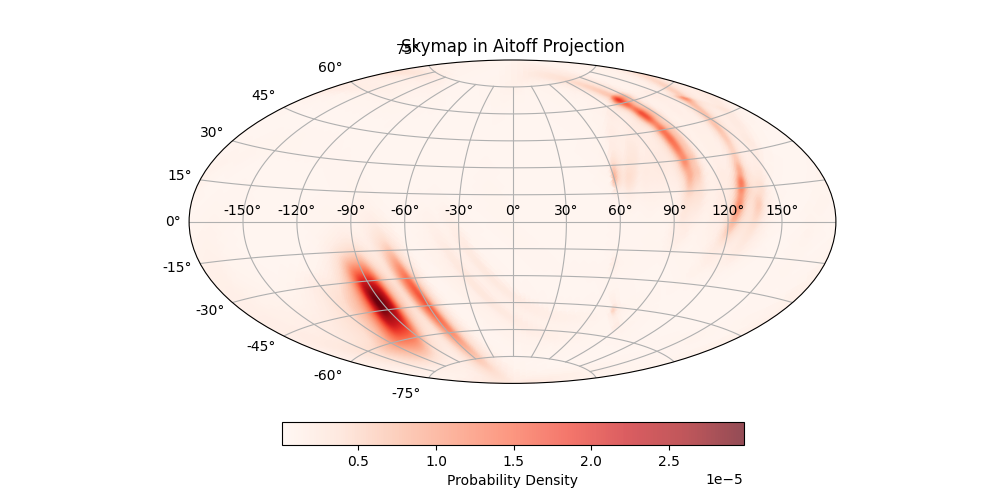 Skymap in Aitoff Projection
75°
60°
45°
30°
15°
-150° -120° -90° -60° -30° 0° 30° 60° 90° 120° 150°
0°
-15°
-30°
-45°
-60°
-75°
0.5 1.0 1.5 2.0 2.5
1e−5
Probability Density